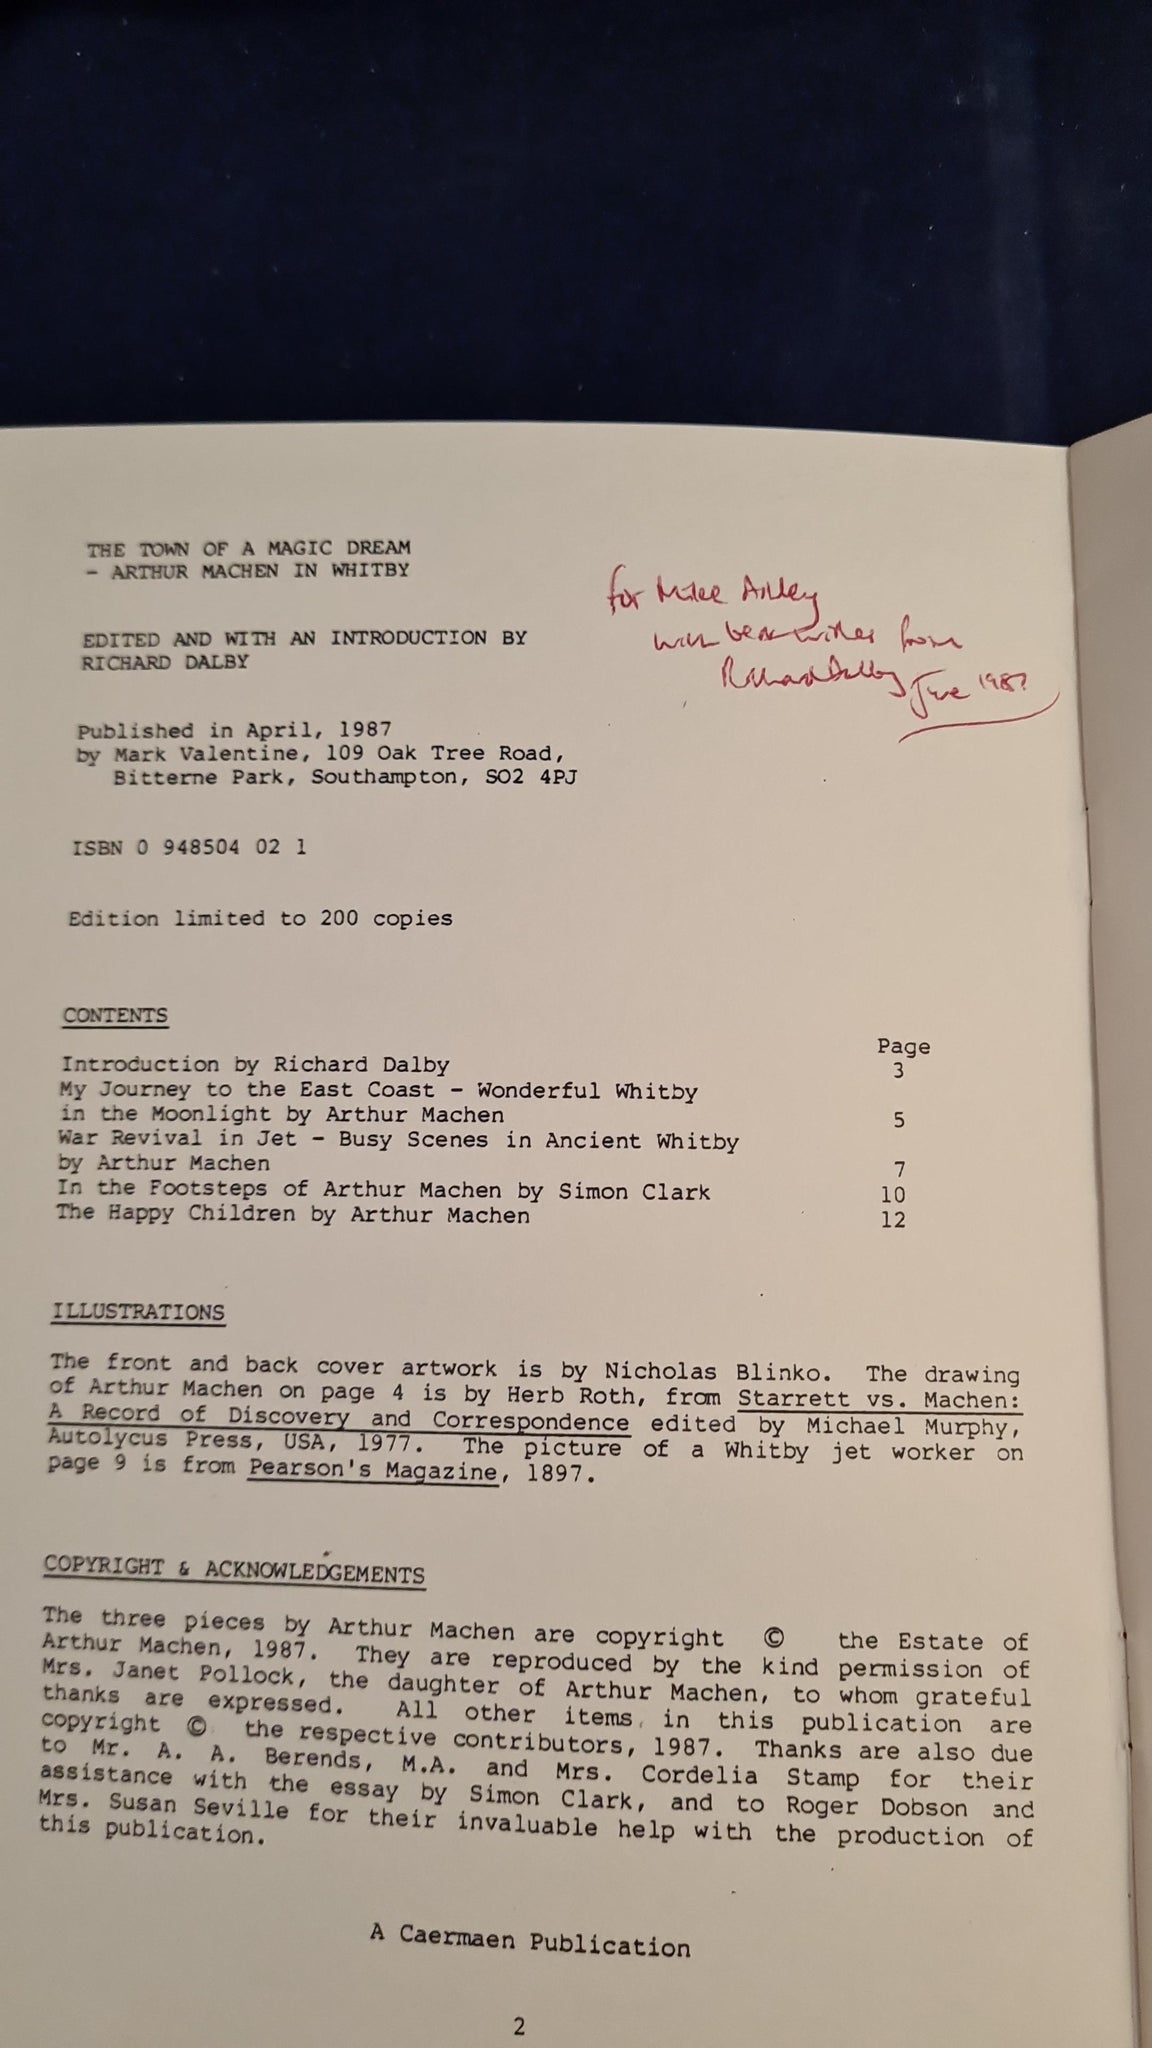 THE TOWN OF A MAGIC DREAM
- ARTHUR MACHEN IN WHITBY
for Mike Ashley
with best wishes from
Richard Dalby
June 1987
EDITED AND WITH AN INTRODUCTION BY
RICHARD DALBY
Published in April, 1987
by Mark Valentine, 109 Oak Tree Road,
Bitterne Park, Southampton, SO2 4PJ
ISBN 0 948504 02 1
Edition limited to 200 copies
CONTENTS
Page
Introduction by Richard Dalby 3
My Journey to the East Coast - Wonderful Whitby
in the Moonlight by Arthur Machen 5
War Revival in Jet - Busy Scenes in Ancient Whitby
by Arthur Machen 7
In the Footsteps of Arthur Machen by Simon Clark 10
The Happy Children by Arthur Machen 12
ILLUSTRATIONS
The front and back cover artwork is by Nicholas Blinko. The drawing
of Arthur Machen on page 4 is by Herb Roth, from Starrett vs. Machen:
A Record of Discovery and Correspondence edited by Michael Murphy,
Autolycus Press, USA, 1977. The picture of a Whitby jet worker on
page 9 is from Pearson's Magazine, 1897.
COPYRIGHT & ACKNOWLEDGEMENTS
The three pieces by Arthur Machen are copyright © the Estate of
Arthur Machen, 1987. They are reproduced by the kind permission of
Mrs. Janet Pollock, the daughter of Arthur Machen, to whom grateful
thanks are expressed. All other items in this publication are
copyright © the respective contributors, 1987. Thanks are also due
to Mr. A. A. Berends, M.A. and Mrs. Cordelia Stamp for their
assistance with the essay by Simon Clark, and to Roger Dobson and
Mrs. Susan Seville for their invaluable help with the production of
this publication.
A Caermaen Publication
2